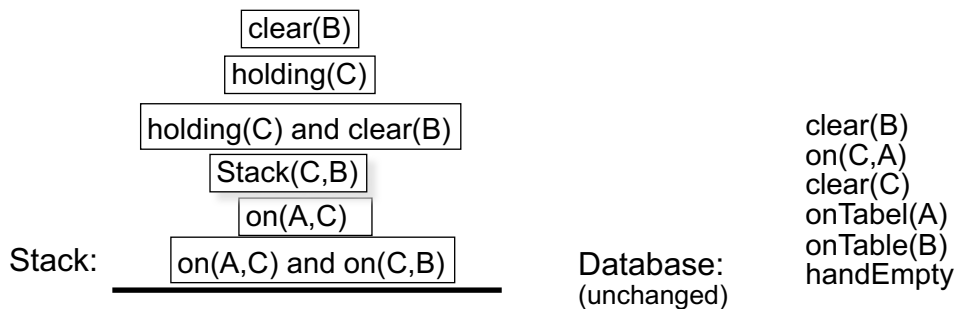 clear(B)
holding(C)
holding(C) and clear(B)
Stack(C,B)
on(A,C)
Stack:
on(A,C) and on(C,B)
Database:
(unchanged)
clear(B)
on(C,A)
clear(C)
onTabel(A)
onTable(B)
handEmpty